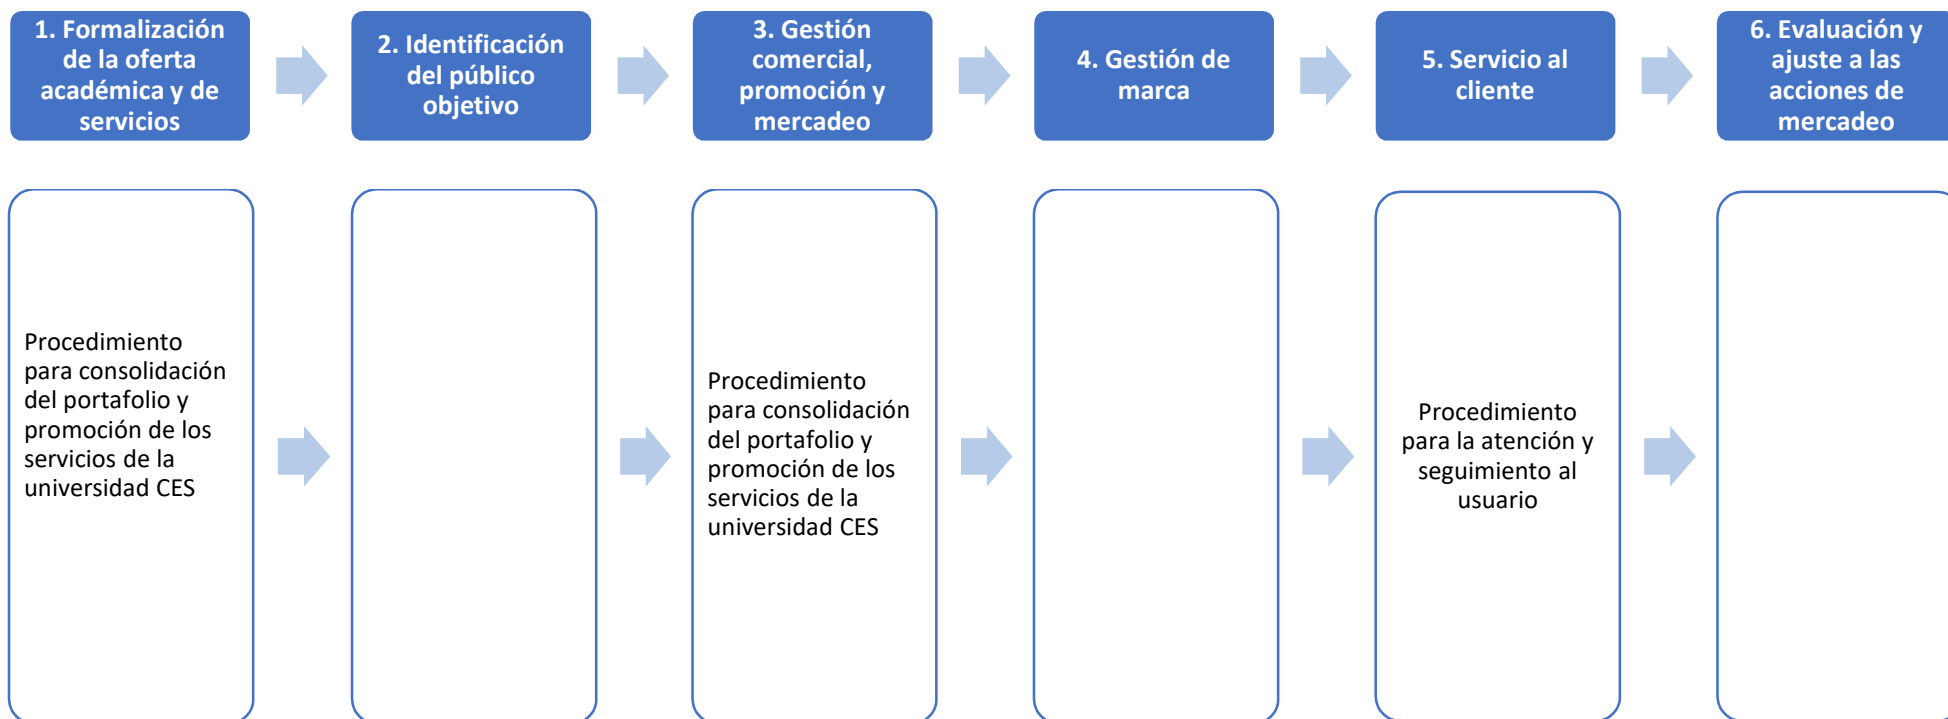 1. Formalización
de la oferta
académica y de
servicios
2. Identificación
del público
objetivo
3. Gestión
comercial,
promoción y
mercadeo
4. Gestión de
marca
5. Servicio al
cliente
6. Evaluación y
ajuste a las
acciones de
mercadeo
Procedimiento
para consolidación
del portafolio y
promoción de los
servicios de la
universidad CES
Procedimiento
para consolidación
del portafolio y
promoción de los
servicios de la
universidad CES
Procedimiento
para la atención y
seguimiento al
usuario